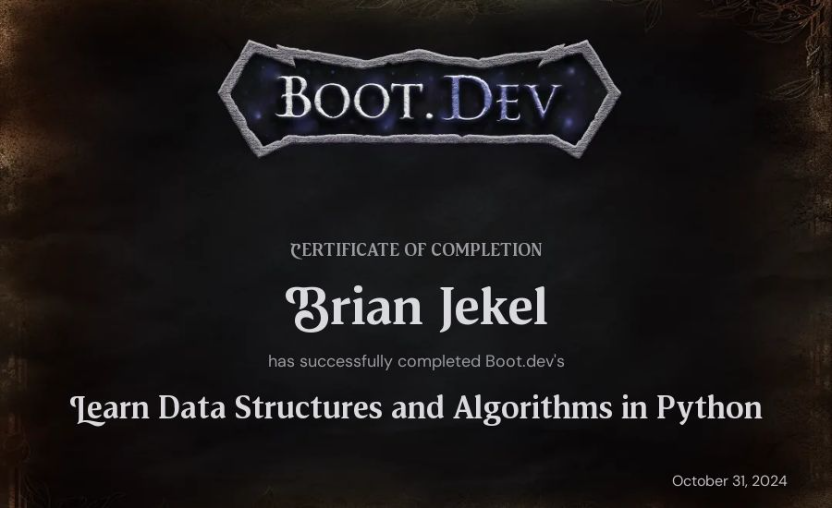 BOOT.DEV
CERTIFICATE OF COMPLETION
Brian Jekel
has successfully completed Boot.dev's
Learn Data Structures and Algorithms in Python
October 31, 2024